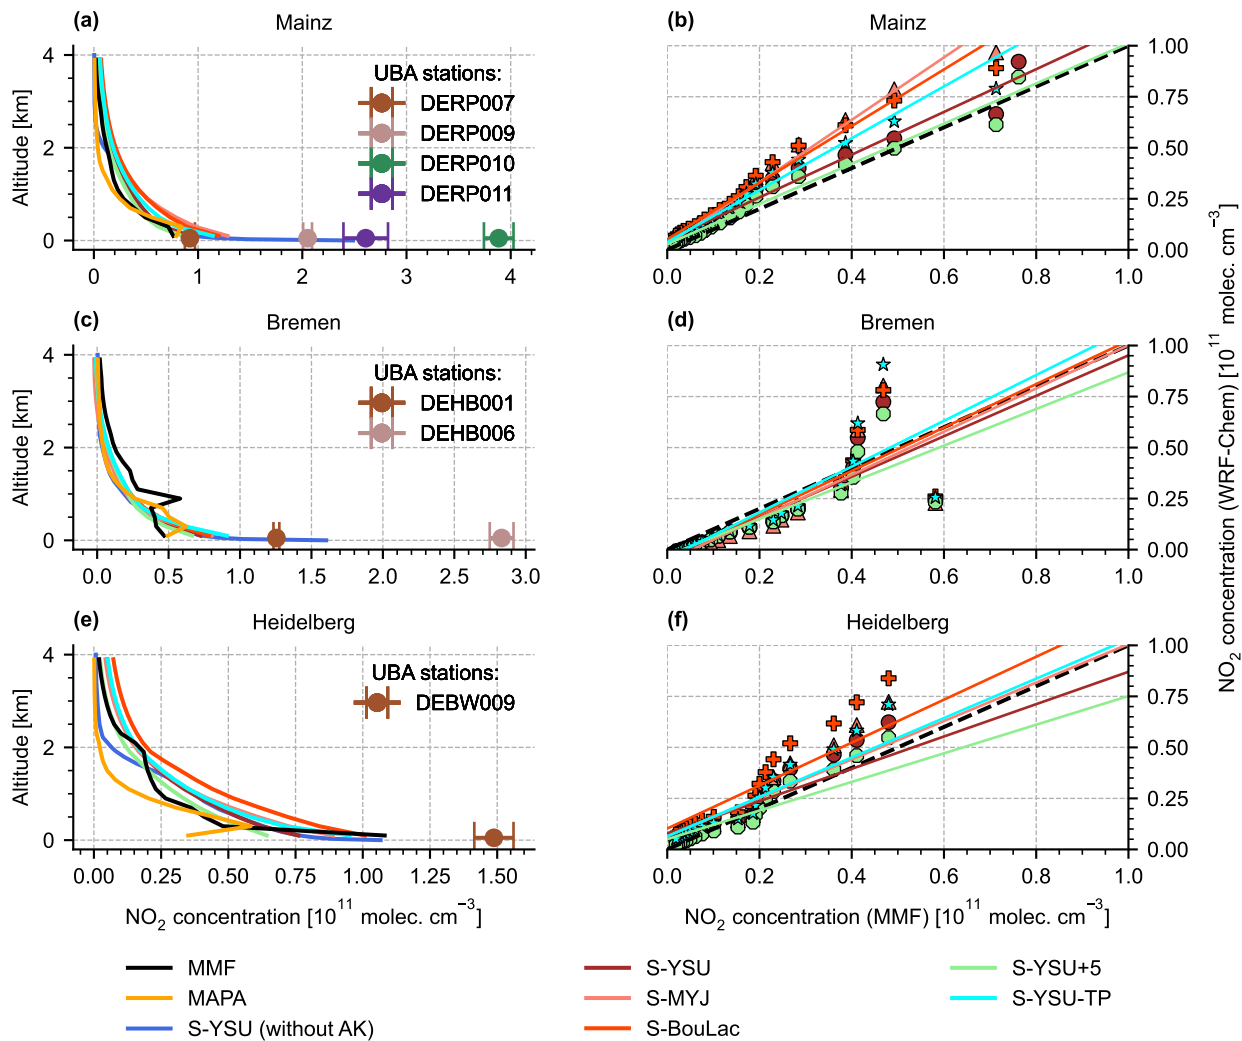 (a) Mainz
Altitude [km]
4
2
0
UBA stations:
DERP007
DERP009
DERP010
DERP011
0 1 2 3 4
(b) Mainz
1.00
0.75
0.50
0.25
0.00
0.0 0.2 0.4 0.6 0.8 1.0
(c) Bremen
Altitude [km]
4
2
0
UBA stations:
DEHB001
DEHB006
0.0 0.5 1.0 1.5 2.0 2.5 3.0
(d) Bremen
1.00
0.75
0.50
0.25
0.00
0.0 0.2 0.4 0.6 0.8 1.0
(e) Heidelberg
Altitude [km]
4
2
0
UBA stations:
DEBW009
0.00 0.25 0.50 0.75 1.00 1.25 1.50
NO₂ concentration [10¹¹ molec. cm⁻³]
(f) Heidelberg
1.00
0.75
0.50
0.25
0.00
0.0 0.2 0.4 0.6 0.8 1.0
NO₂ concentration (MMF) [10¹¹ molec. cm⁻³]
NO₂ concentration (WRF-Chem) [10¹¹ molec. cm⁻³]
MMF
MAPA
S-YSU (without AK)
S-YSU
S-MYJ
S-BouLac
S-YSU+5
S-YSU-TP